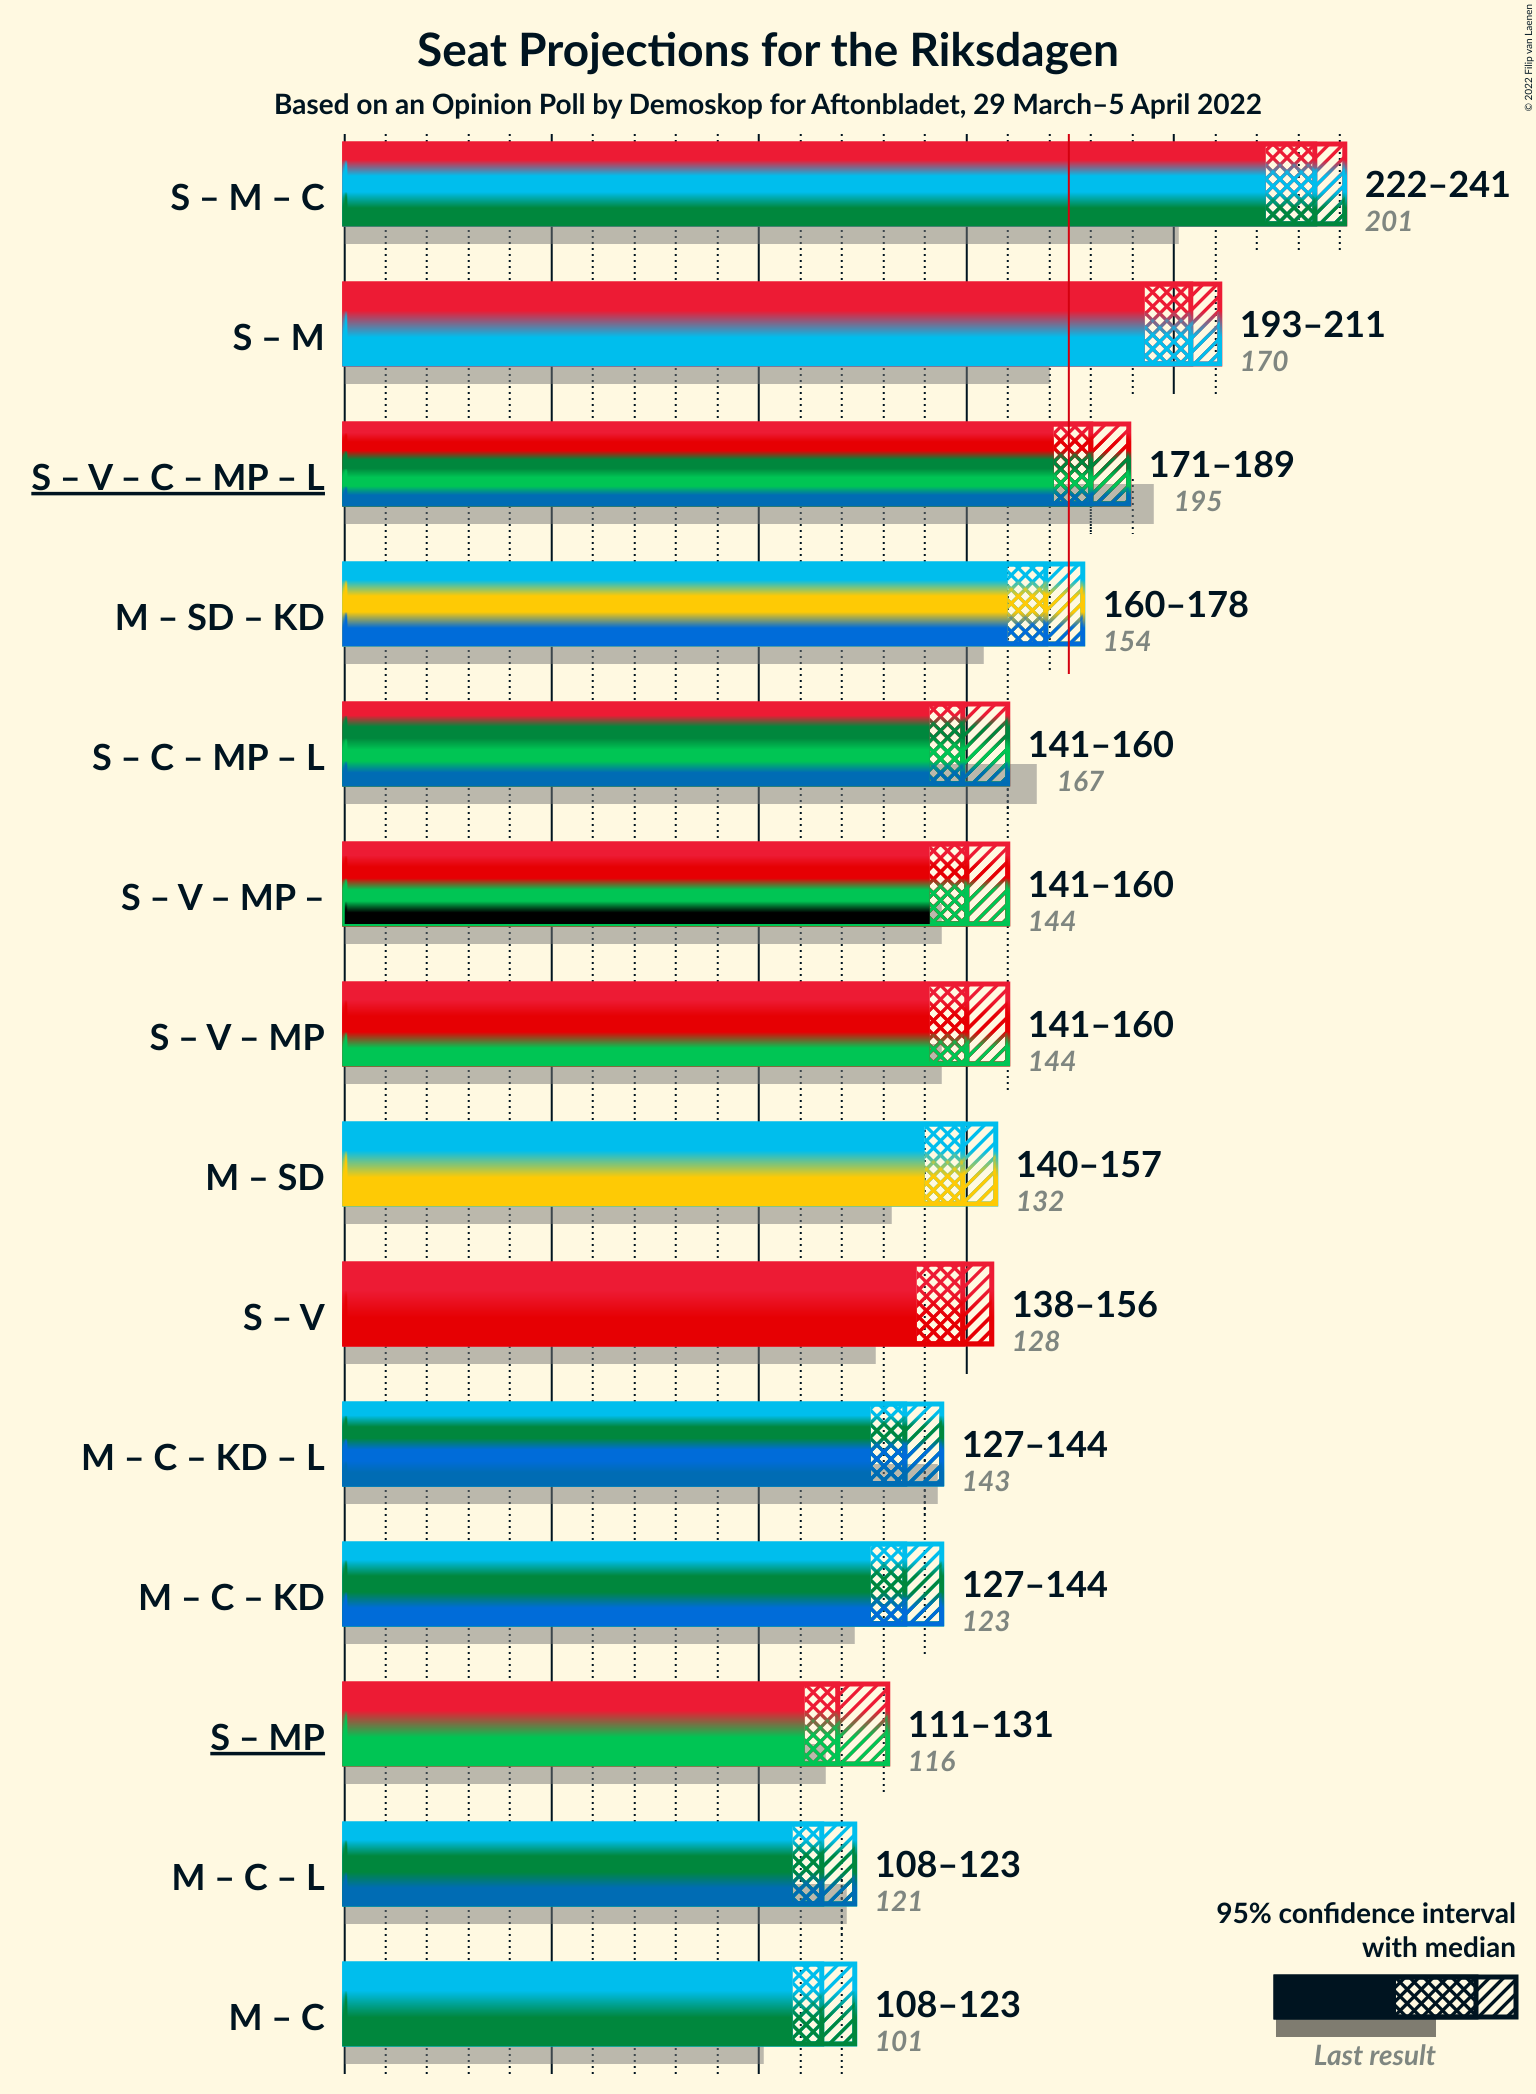 Seat Projections for the Riksdagen
Based on an Opinion Poll by Demoskop for Aftonbladet, 29 March–5 April 2022
© 2022 Filip van Laenen
S – M – C
222–241
201
S – M
193–211
170
S – V – C – MP – L
171–189
195
M – SD – KD
160–178
154
S – C – MP – L
141–160
167
S – V – MP –
141–160
144
S – V – MP
141–160
144
M – SD
140–157
132
S – V
138–156
128
M – C – KD – L
127–144
143
M – C – KD
127–144
123
S – MP
111–131
116
M – C – L
108–123
121
M – C
108–123
101
95% confidence interval
with median
Last result